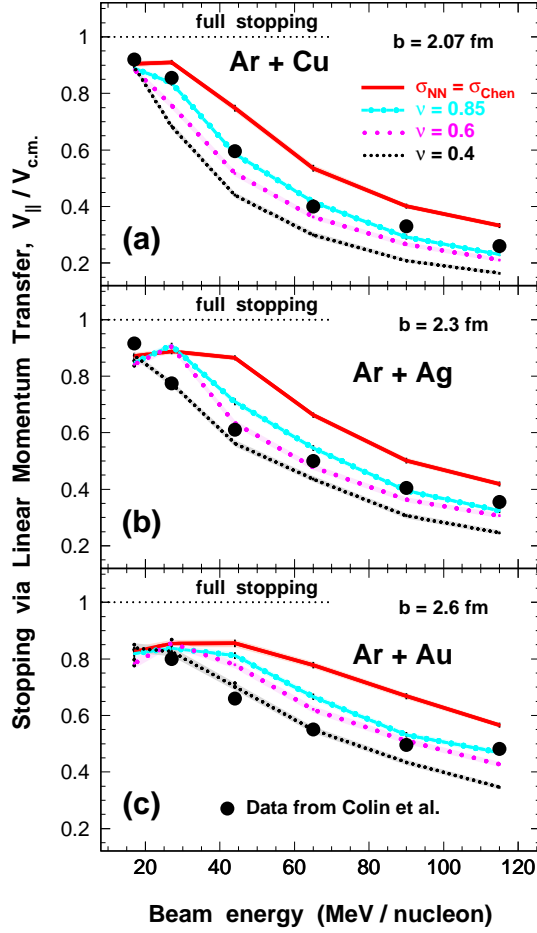 Stopping via Linear Momentum Transfer, V|| / Vc.m.
full stopping
b = 2.07 fm
Ar + Cu
σNN = σChen
ν = 0.85
ν = 0.6
ν = 0.4
(a)
1
0.8
0.6
0.4
0.2
full stopping
b = 2.3 fm
Ar + Ag
(b)
1
0.8
0.6
0.4
0.2
full stopping
b = 2.6 fm
Ar + Au
(c)
Data from Colin et al.
1
0.8
0.6
0.4
0.2
20 40 60 80 100 120
Beam energy (MeV / nucleon)